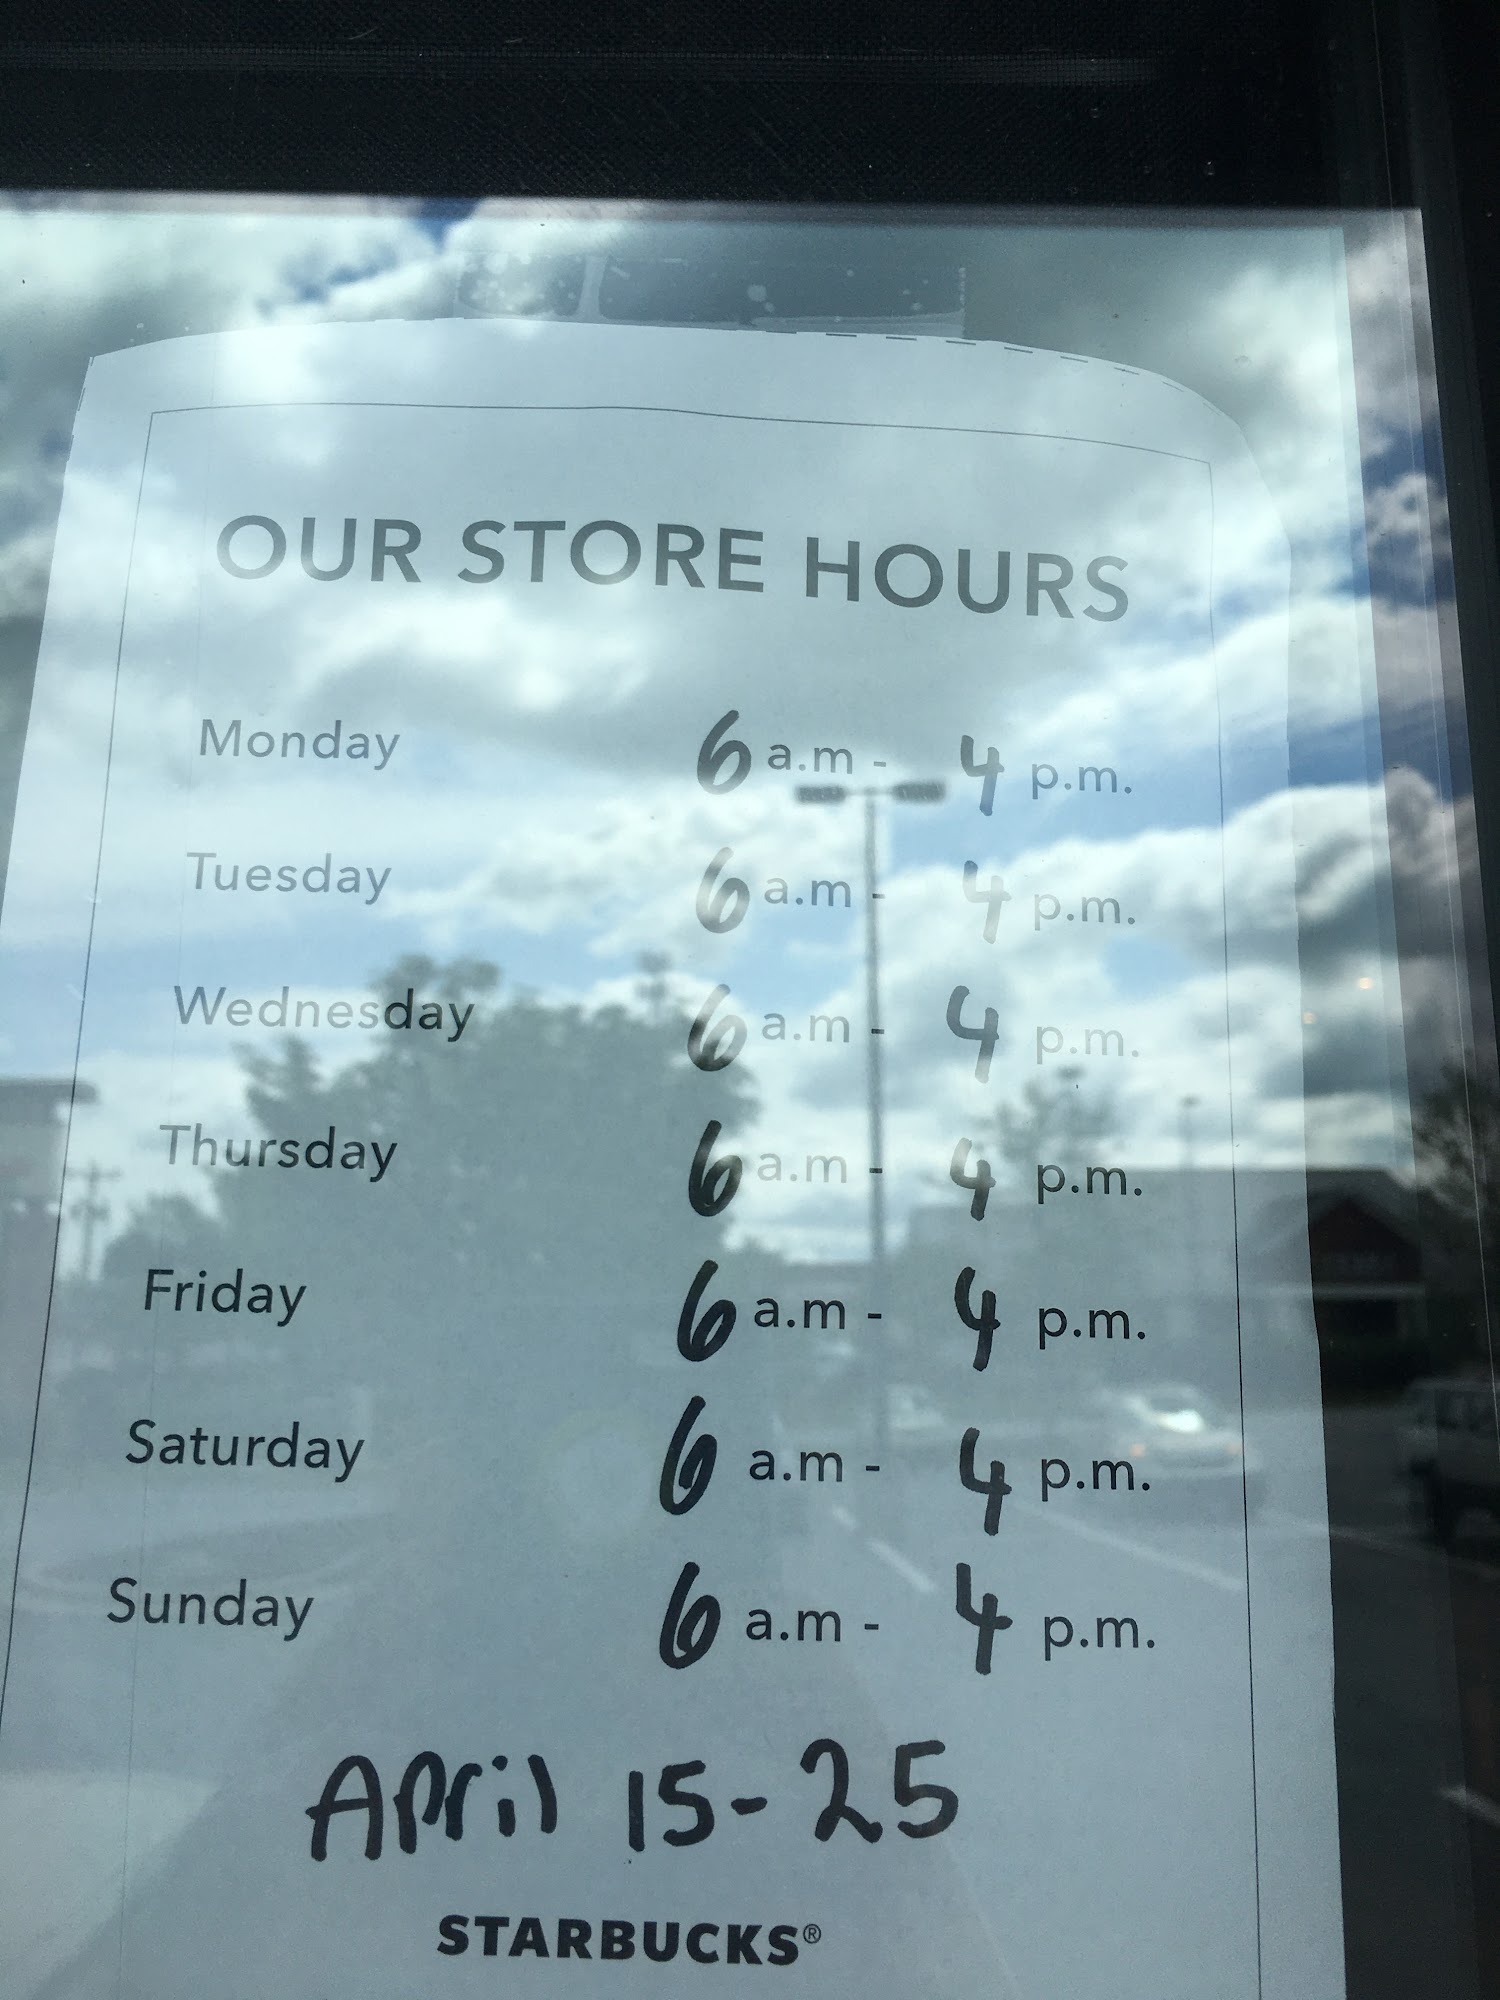 OUR STORE HOURS
Monday 6 a.m - 4 p.m.
Tuesday 6 a.m - 4 p.m.
Wednesday 6 a.m - 4 p.m.
Thursday 6 a.m - 4 p.m.
Friday 6 a.m - 4 p.m.
Saturday 6 a.m - 4 p.m.
Sunday 6 a.m - 4 p.m.
April 15-25
STARBUCKS®